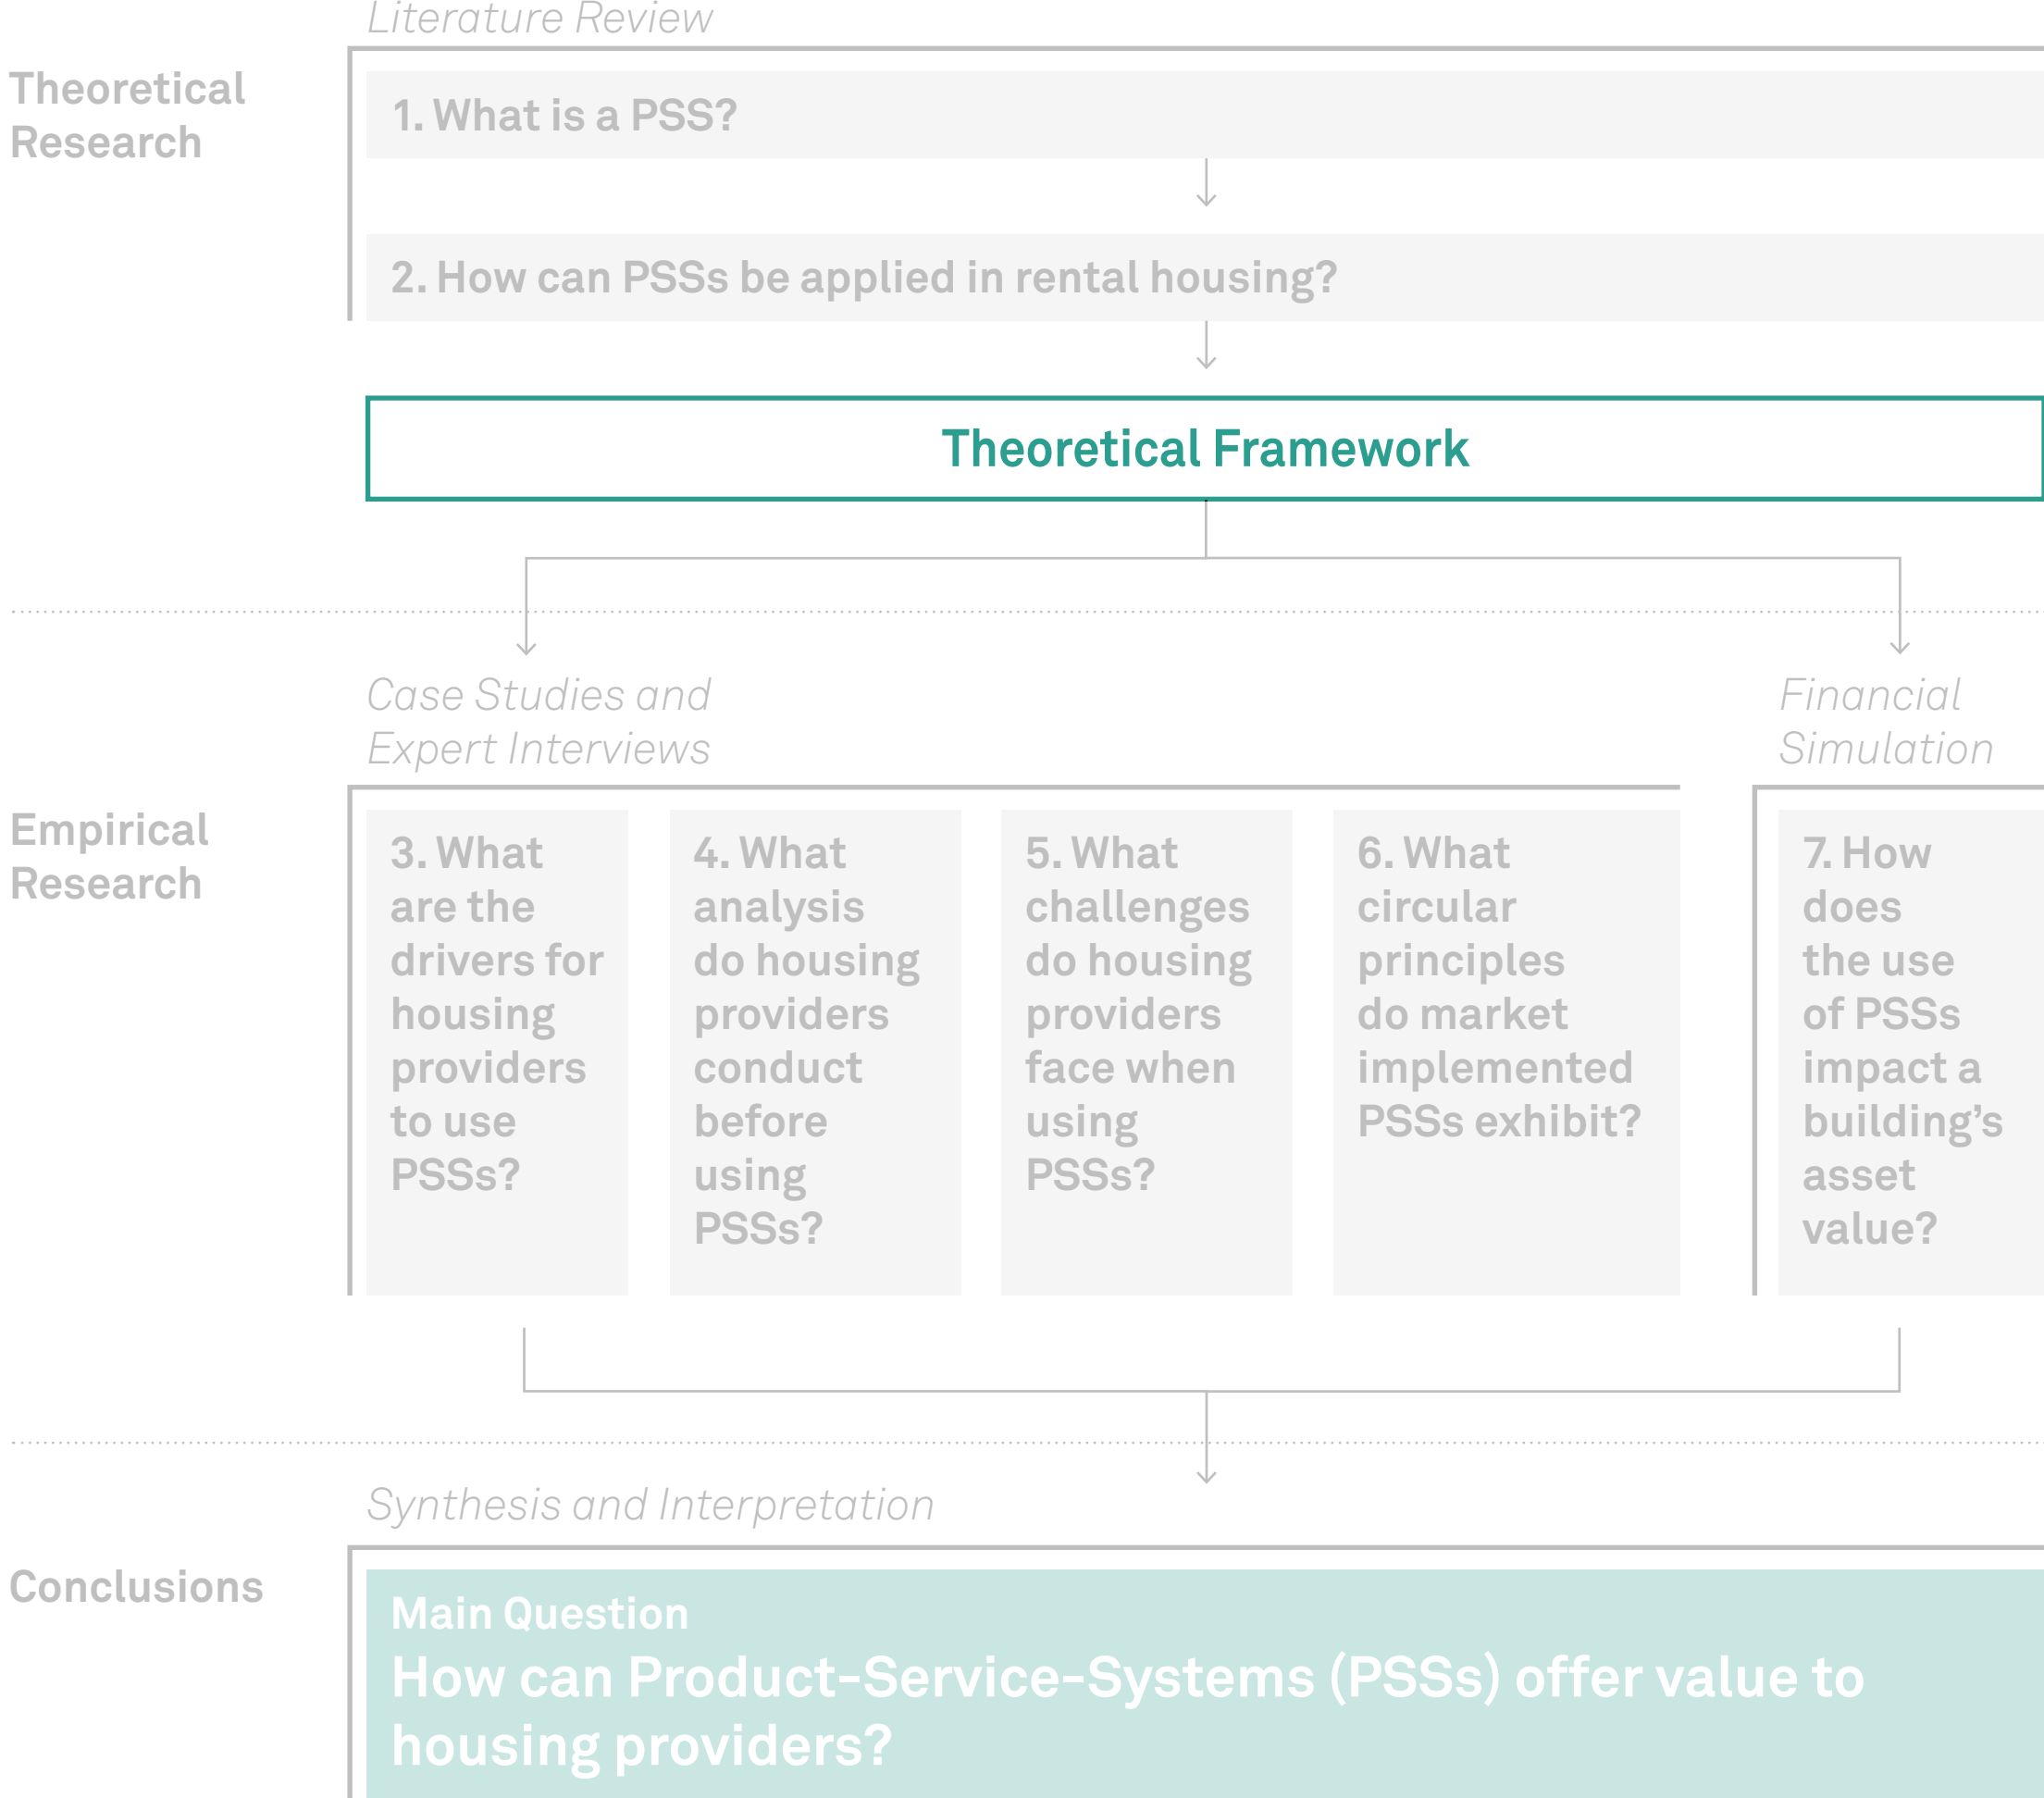 Literature Review
Theoretical
Research
1. What is a PSS?
2. How can PSSs be applied in rental housing?
Theoretical Framework
Case Studies and
Expert Interviews
Financial
Simulation
Empirical
Research
3. What
are the
drivers for
housing
providers
to use
PSSs?
4. What
analysis
do housing
providers
conduct
before
using
PSSs?
5. What
challenges
do housing
providers
face when
using
PSSs?
6. What
circular
principles
do market
implemented
PSSs exhibit?
7. How
does
the use
of PSSs
impact a
building’s
asset
value?
Synthesis and Interpretation
Conclusions
Main Question
How can Product-Service-Systems (PSSs) offer value to
housing providers?